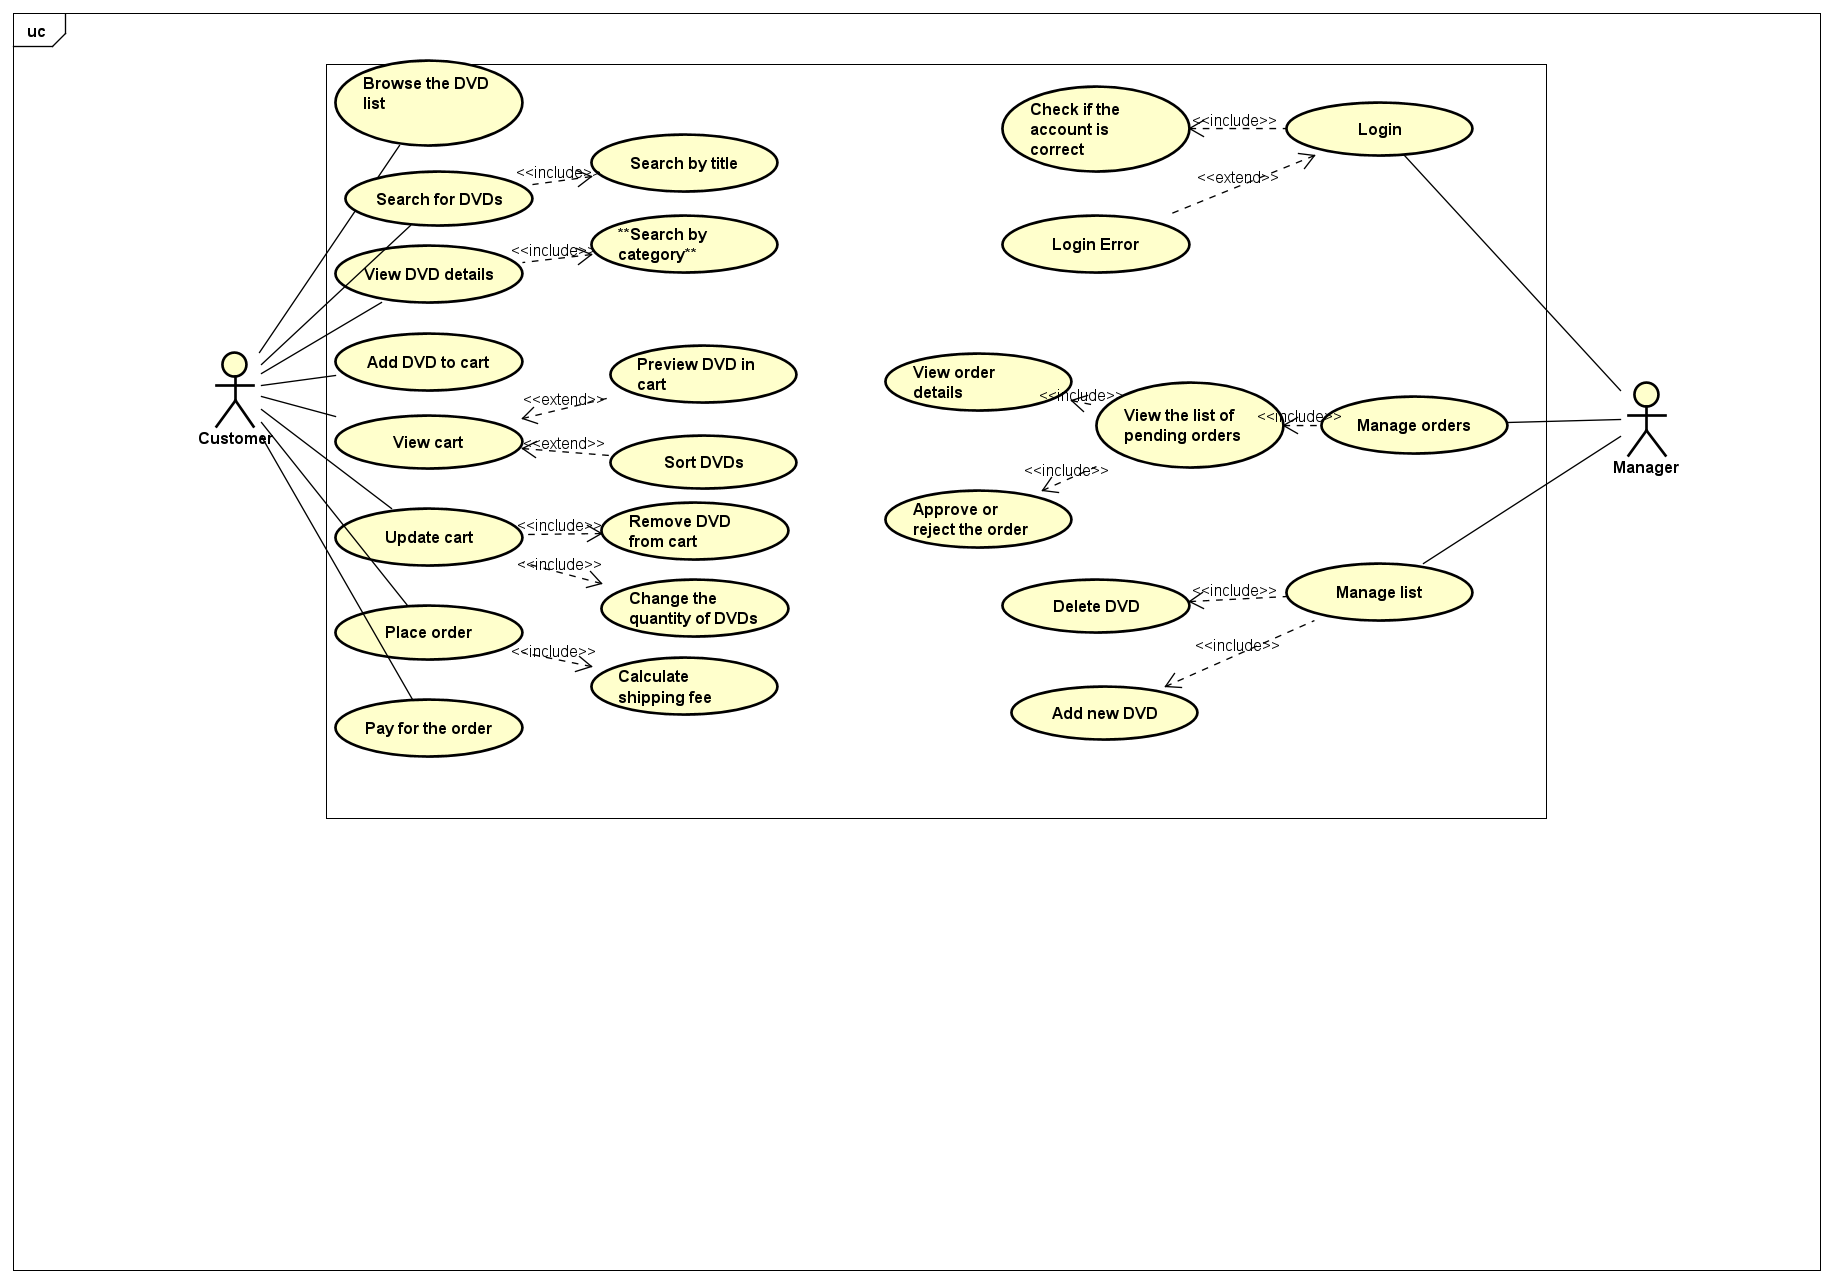 uc
Browse the DVD
list
Search for DVDs
<<include>>
Search by title
View DVD details
<<include>>
**Search by
category**
Add DVD to cart
View cart
<<extend>>
Preview DVD in
cart
<<extend>>
Sort DVDs
Customer
Update cart
<<include>>
Remove DVD
from cart
<<include>>
Change the
quantity of DVDs
Place order
<<include>>
Calculate
shipping fee
Pay for the order
Check if the
account is
correct
<<include>>
Login
<<extend>>
Login Error
View order
details
<<include>>
View the list of
pending orders
<<include>>
Manage orders
<<include>>
Approve or
reject the order
Manager
Delete DVD
<<include>>
Manage list
<<include>>
Add new DVD